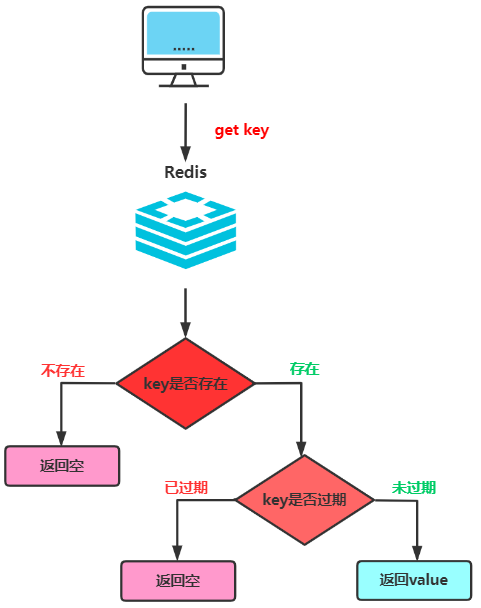 get key
Redis
key是否存在
不存在
存在
返回空
key是否过期
已过期
未过期
返回空
返回value